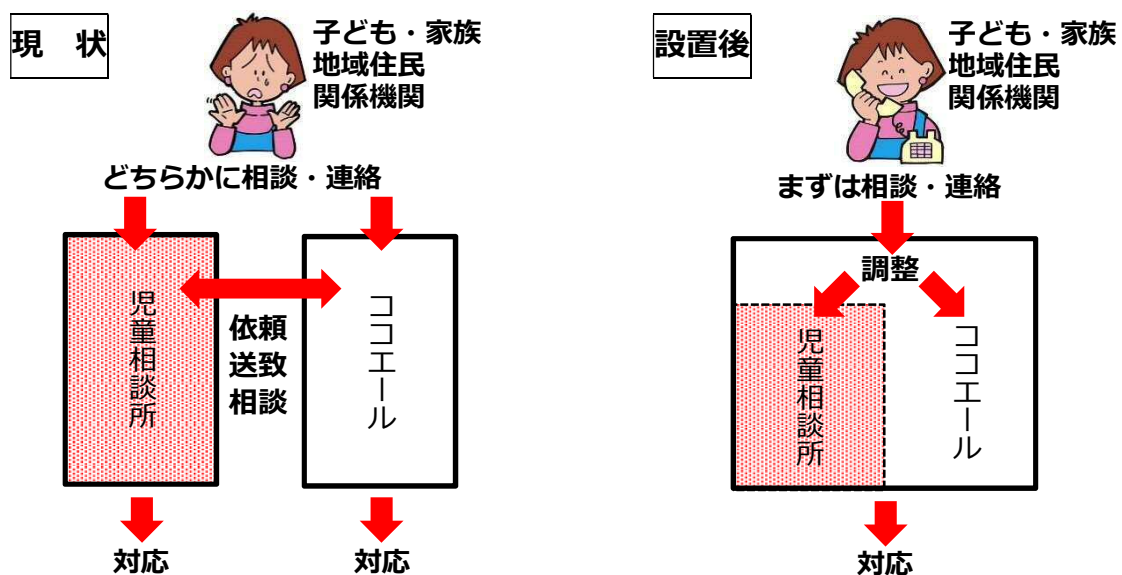 現　状
子ども・家族
地域住民
関係機関
どちらかに相談・連絡
児童相談所
依頼
送致
相談
ココエール
対応
対応
設置後
子ども・家族
地域住民
関係機関
まずは相談・連絡
調整
児童相談所
ココエール
対応